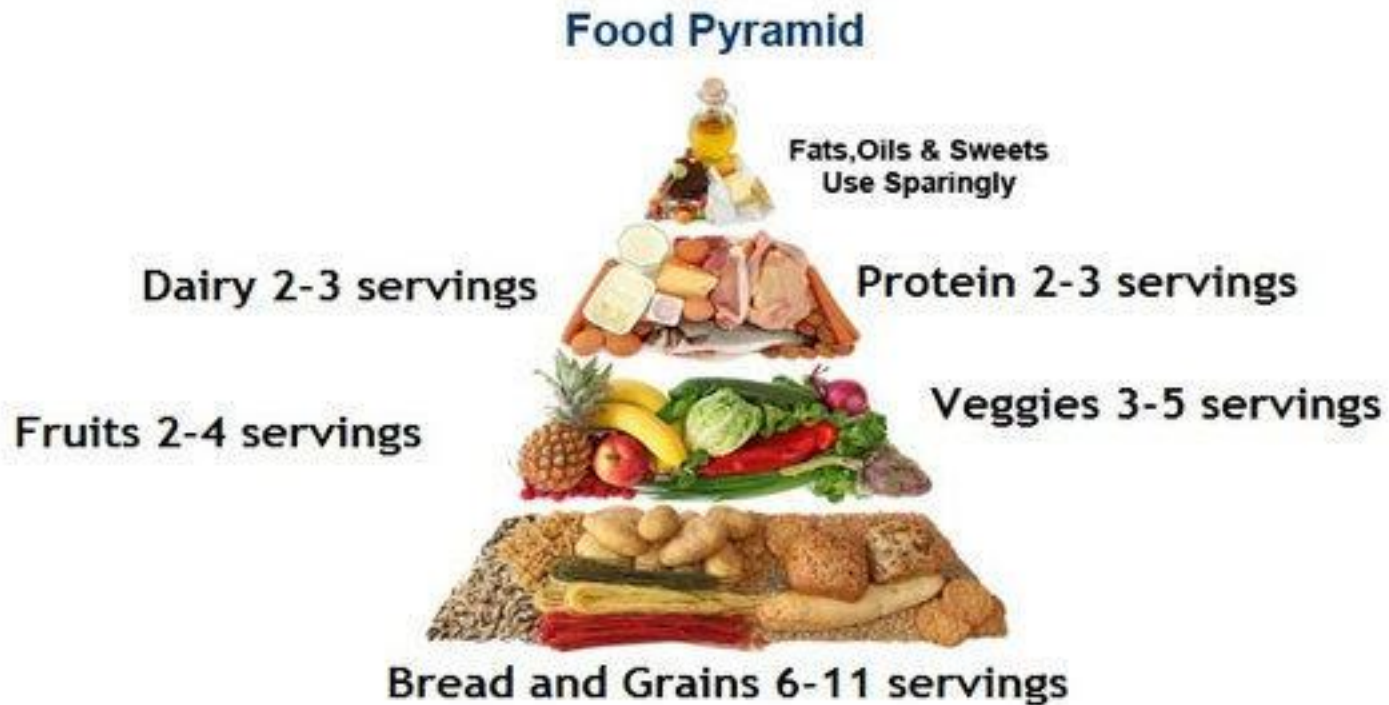 Food Pyramid
Fats,Oils & Sweets
Use Sparingly
Dairy 2-3 servings
Protein 2-3 servings
Fruits 2-4 servings
Veggies 3-5 servings
Bread and Grains 6-11 servings